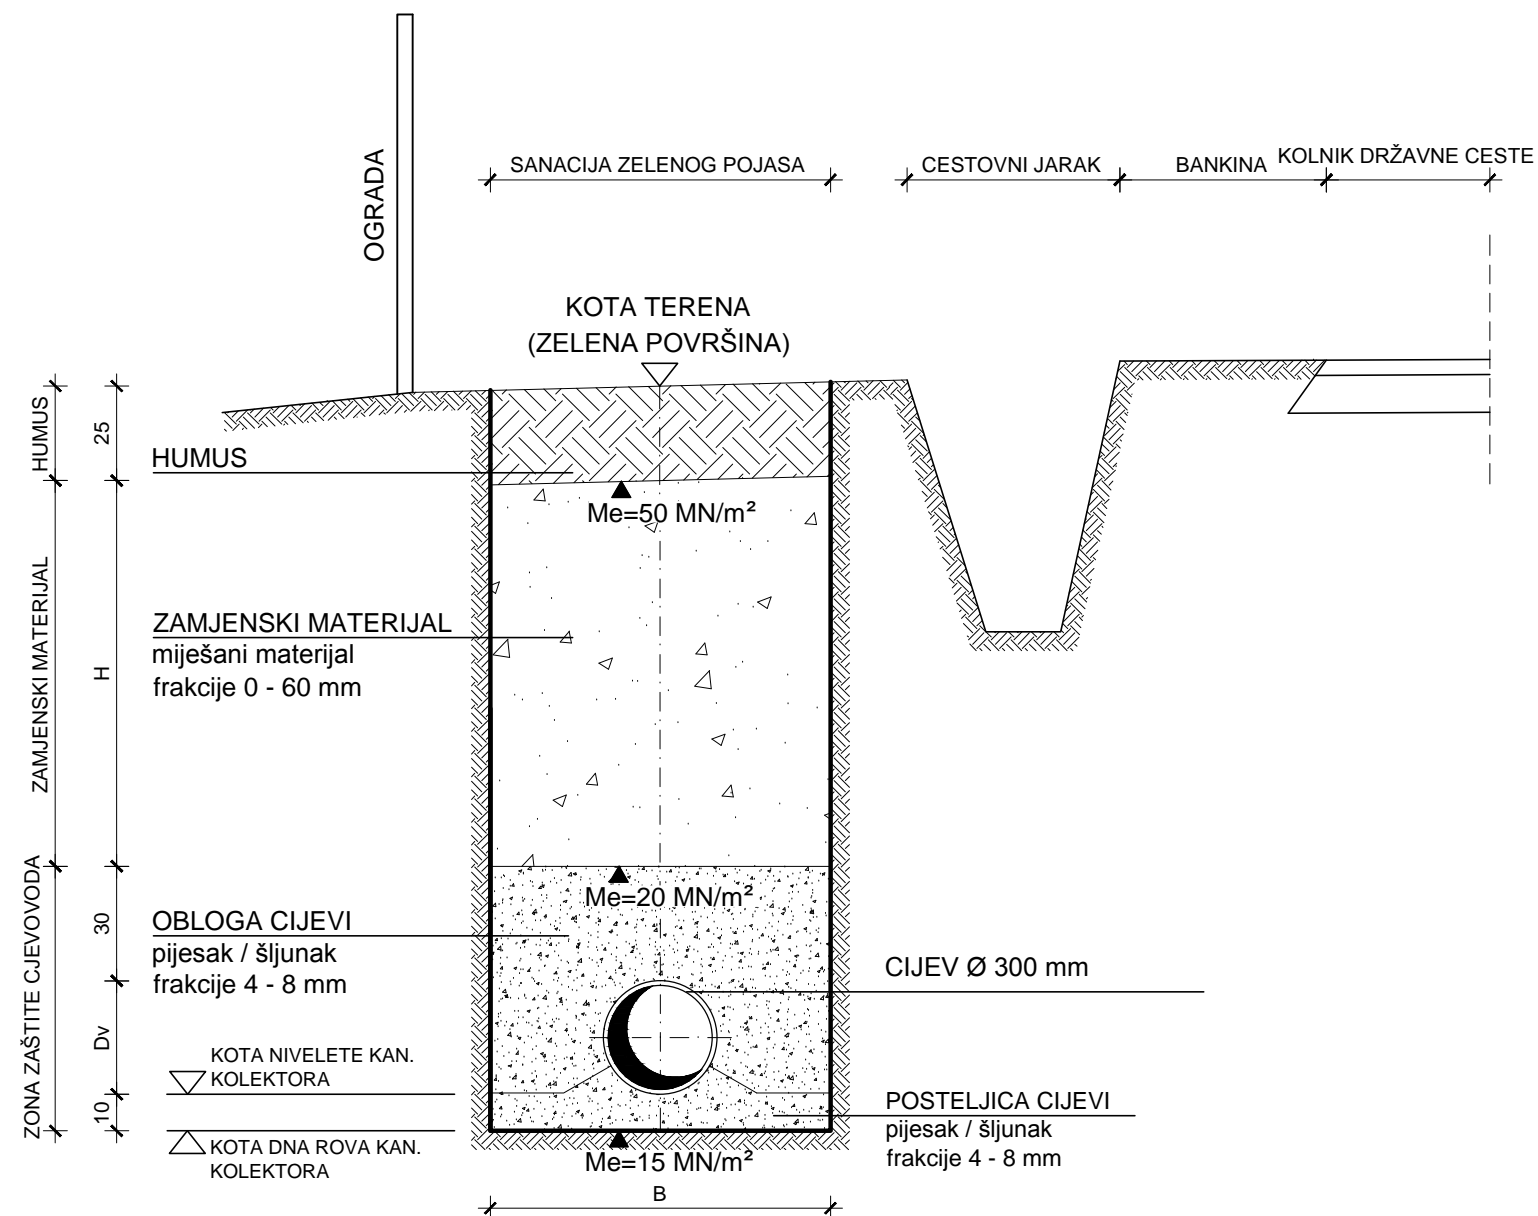 OGRADA
SANACIJA ZELENOG POJASA
CESTOVNI JARAK
BANKINA
KOLNIK DRŽAVNE CESTE
KOTA TERENA
(ZELENA POVRŠINA)
HUMUS
25
HUMUS
Me=50 MN/m²
ZAMJENSKI MATERIJAL
H
ZAMJENSKI MATERIJAL
miješani materijal
frakcije 0 - 60 mm
ZONA ZAŠTITE CJEVOVODA
30
Dv
10
Me=20 MN/m²
OBLOGA CIJEVI
pijesak / šljunak
frakcije 4 - 8 mm
CIJEV Ø 300 mm
KOTA NIVELETE KAN.
KOLEKTORA
POSTELJICA CIJEVI
pijesak / šljunak
frakcije 4 - 8 mm
KOTA DNA ROVA KAN.
KOLEKTORA
Me=15 MN/m²
B